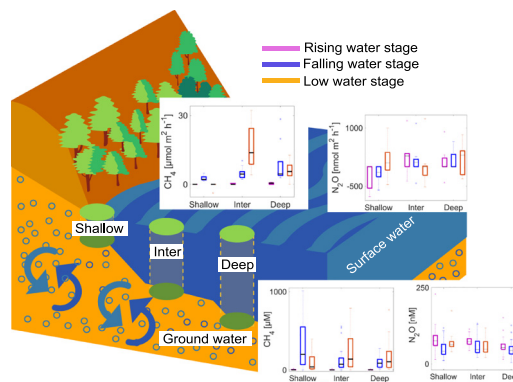 Rising water stage
Falling water stage
Low water stage
30
0
CH₄ [µmol m⁻² h⁻¹]
Shallow Inter Deep
1000
-500
N₂O [nmol m⁻² h⁻¹]
Shallow Inter Deep
Shallow
Inter
Deep
Surface water
Ground water
1000
0
CH₄ [µM]
Shallow Inter Deep
250
0
N₂O [nM]
Shallow Inter Deep